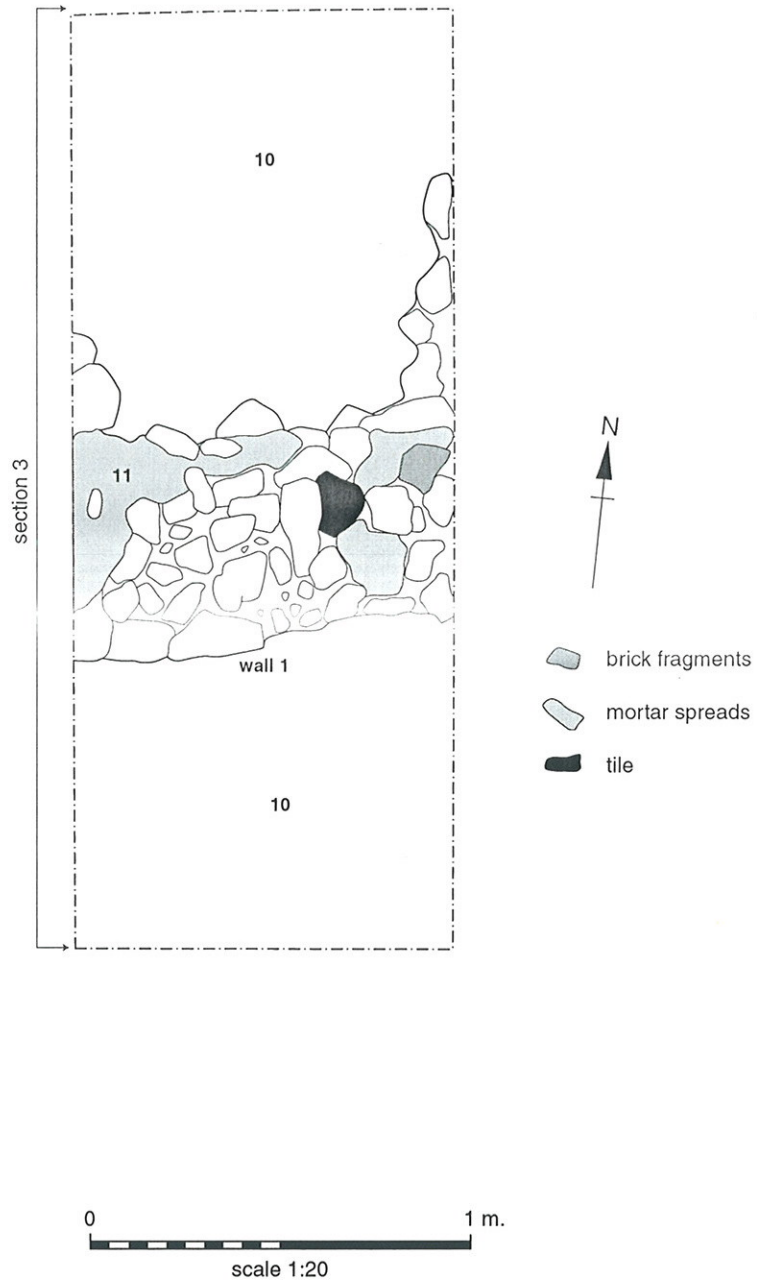 10
section 3
11
wall 1
10
N
brick fragments
mortar spreads
tile
0 1 m.
scale 1:20